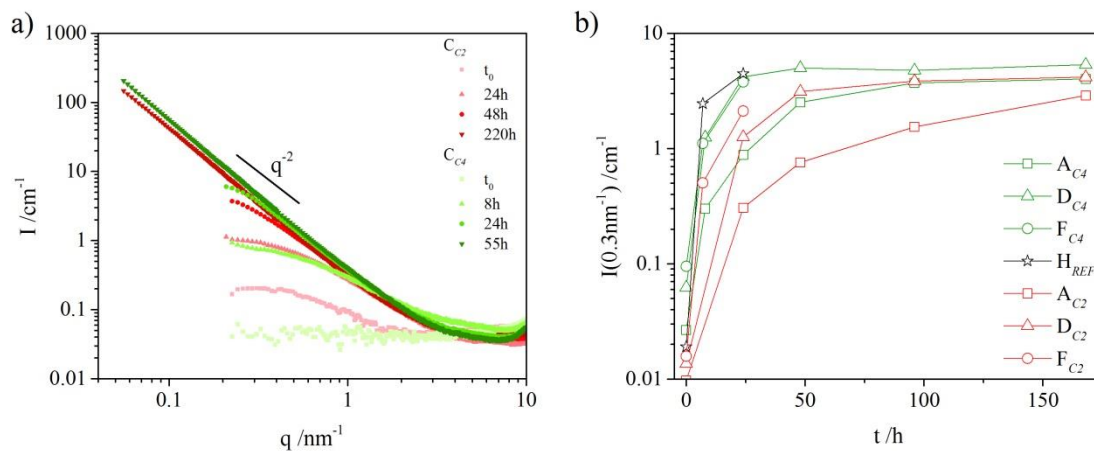 a)
1000
100
10
1
0.1
0.01
I /cm⁻¹
0.1
1
10
q /nm⁻¹
q⁻²
C_C2
t₀
24h
48h
220h
C_C4
t₀
8h
24h
55h
b)
10
1
0.1
0.01
I(0.3nm⁻¹) /cm⁻¹
0
50
100
150
t /h
A_C4
D_C4
F_C4
H_REF
A_C2
D_C2
F_C2